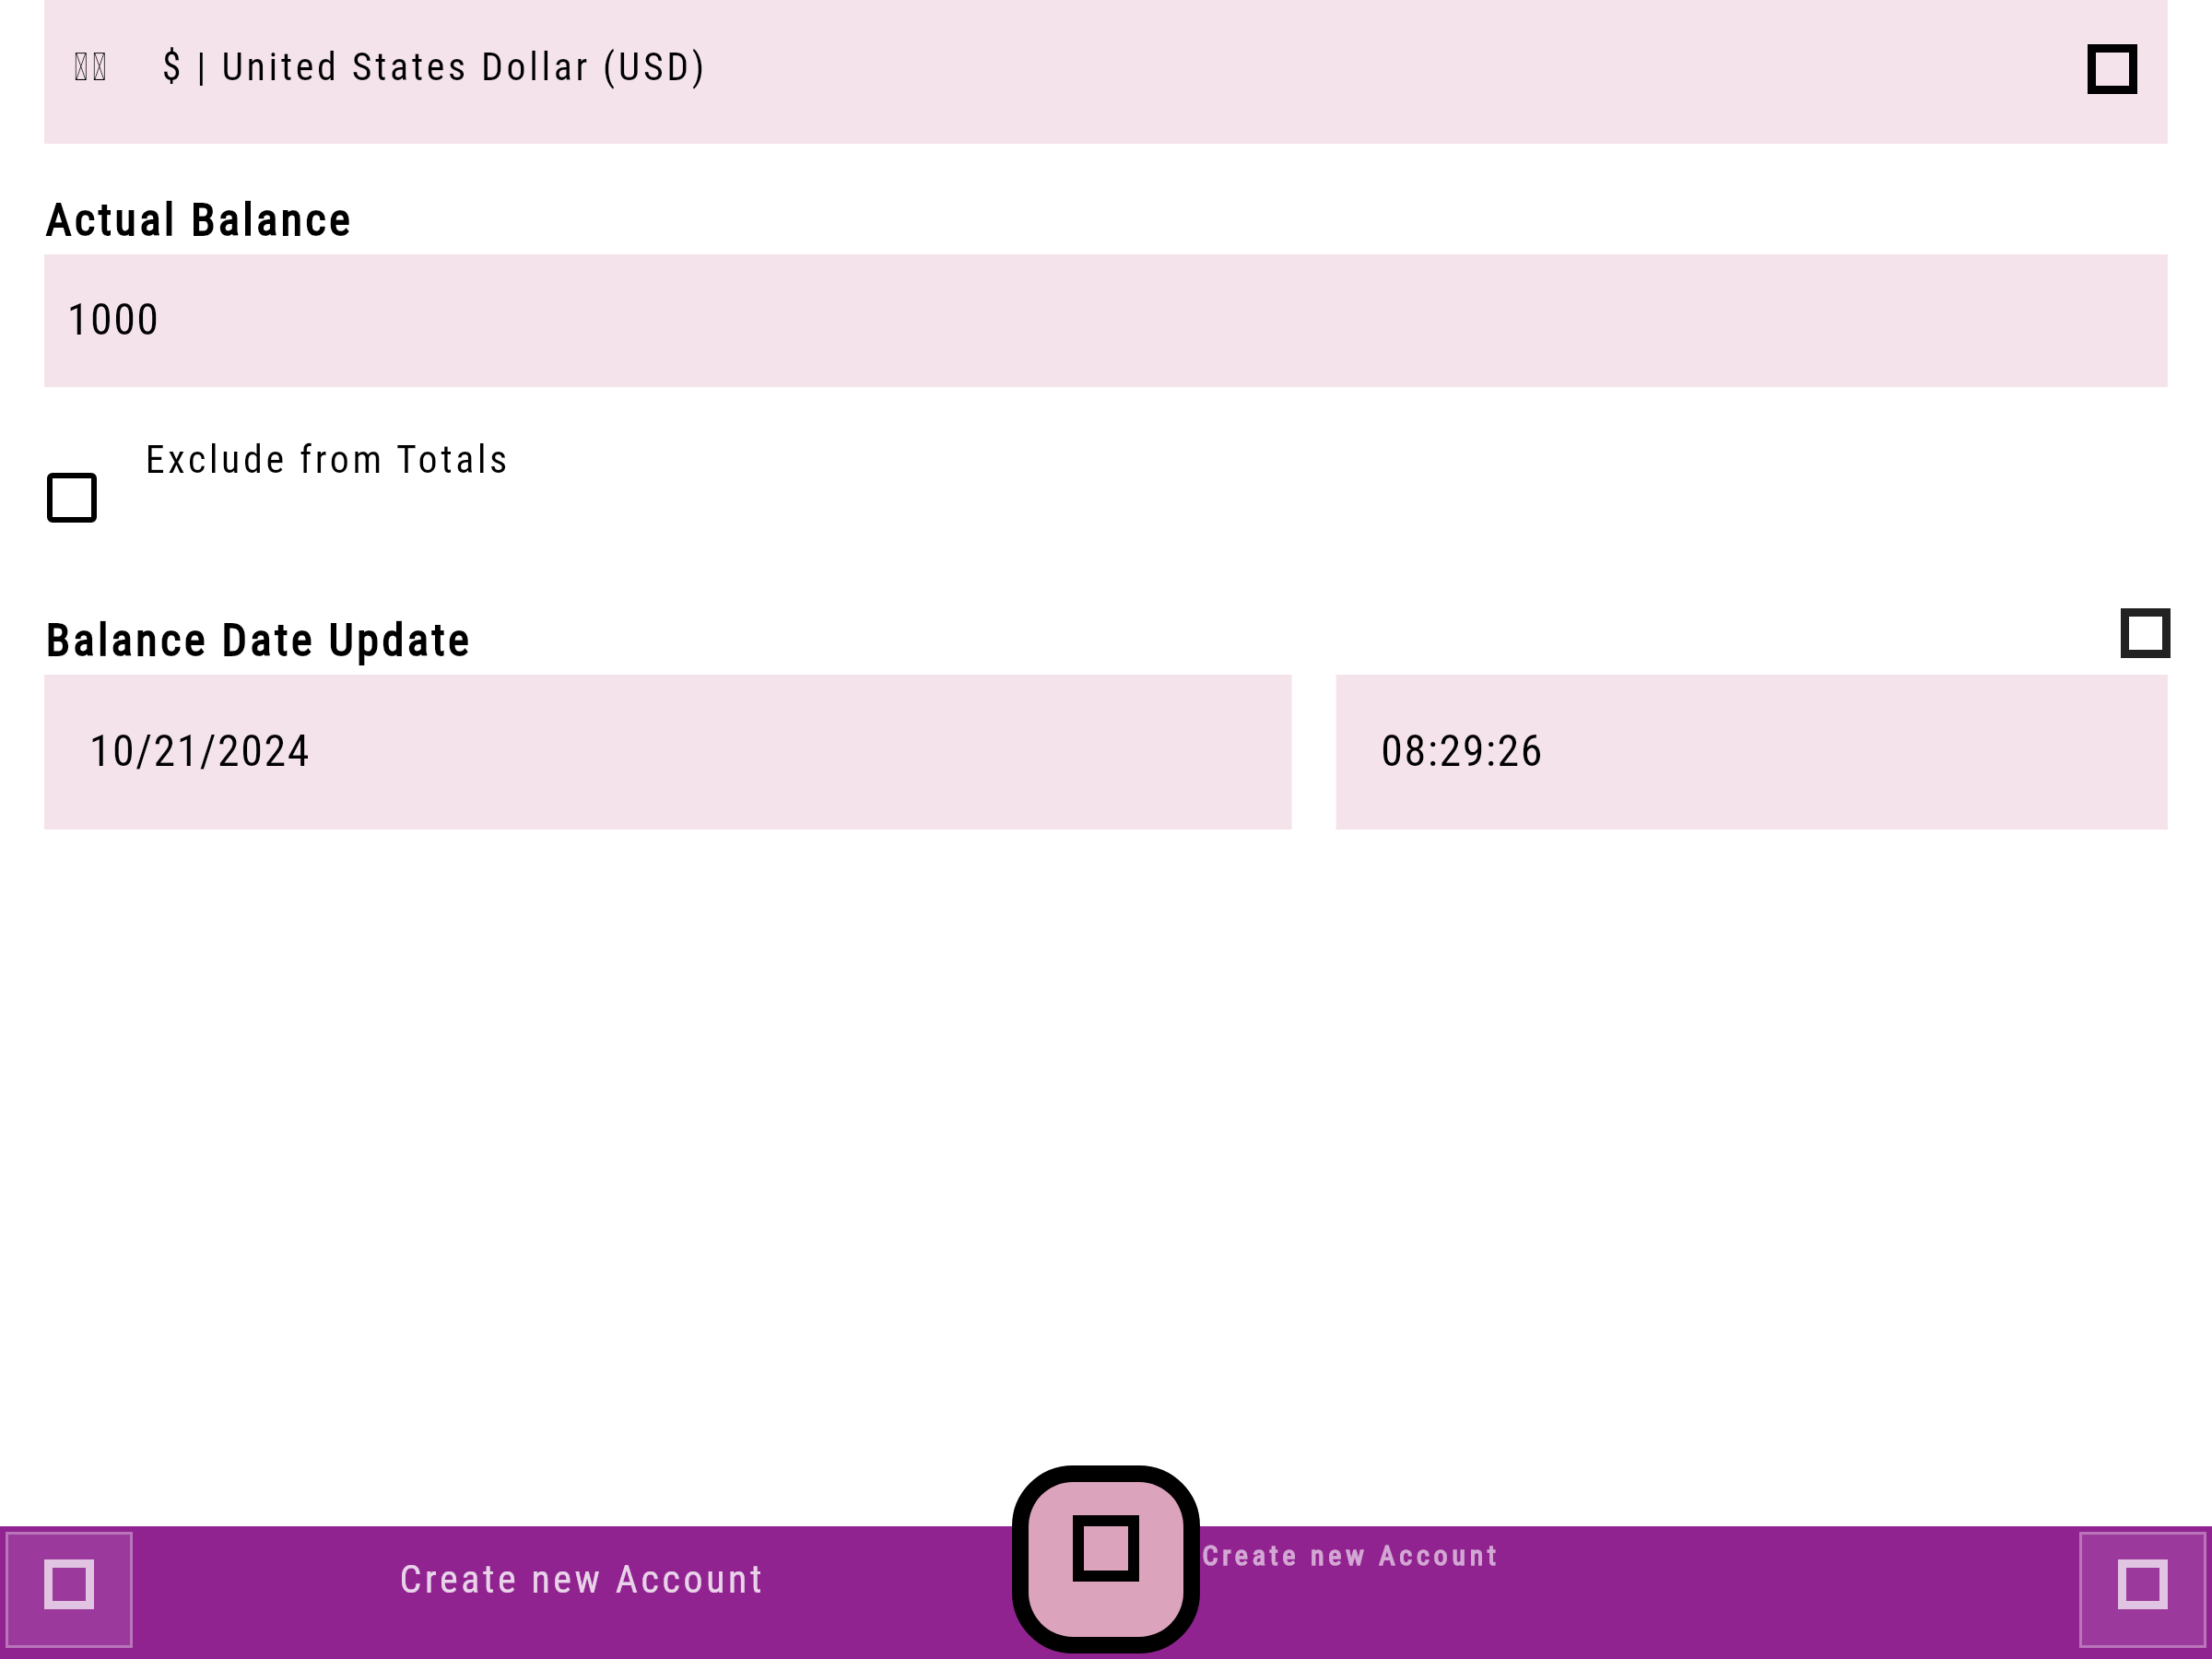 $ | United States Dollar (USD)
Actual Balance
1000
Exclude from Totals
Balance Date Update
10/21/2024
08:29:26
Create new Account
Create new Account